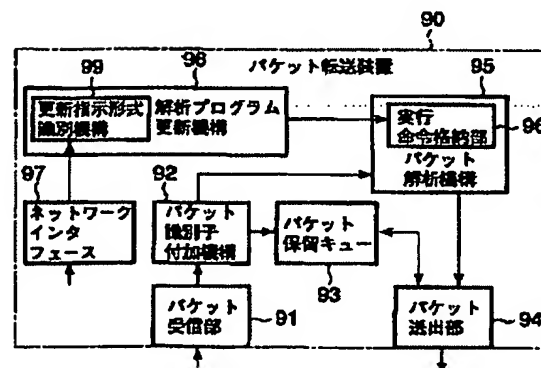 90
パケット転送装置
99
98
95
更新指示形式
識別機構
解析プログラム
更新機構
実行
命令格納部
96
パケット
解析機構
97
ネットワーク
インタ
フェース
92
パケット
識別子
付加機構
パケット
保留キュー
93
パケット
受信部
91
パケット
送出部
94